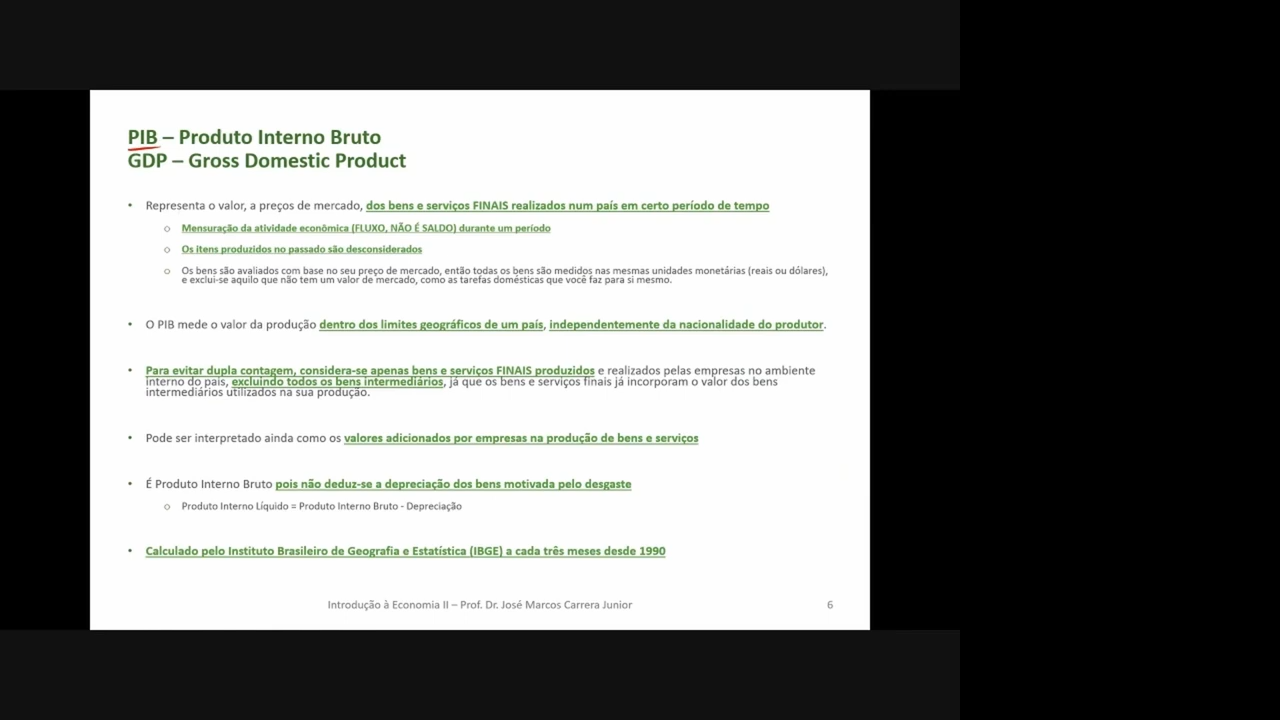 PIB – Produto Interno Bruto
GDP – Gross Domestic Product
• Representa o valor, a preços de mercado, dos bens e serviços FINAIS realizados num país em certo período de tempo
o Mensuração da atividade econômica (FLUXO, NÃO É SALDO) durante um período
o Os itens produzidos no passado são desconsiderados
o Os bens são avaliados com base no seu preço de mercado, então todas os bens são medidos nas mesmas unidades monetárias (reais ou dólares),
e exclui-se aquilo que não tem um valor de mercado, como as tarefas domésticas que você faz para si mesmo.
• O PIB mede o valor da produção dentro dos limites geográficos de um país, independentemente da nacionalidade do produtor.
• Para evitar dupla contagem, considera-se apenas bens e serviços FINAIS produzidos e realizados pelas empresas no ambiente
interno do país, excluindo todos os bens intermediários, já que os bens e serviços finais já incorporam o valor dos bens
intermediários utilizados na sua produção.
• Pode ser interpretado ainda como os valores adicionados por empresas na produção de bens e serviços
• É Produto Interno Bruto pois não deduz-se a depreciação dos bens motivada pelo desgaste
o Produto Interno Líquido = Produto Interno Bruto - Depreciação
• Calculado pelo Instituto Brasileiro de Geografia e Estatística (IBGE) a cada três meses desde 1990
Introdução à Economia II – Prof. Dr. José Marcos Carrera Junior
6